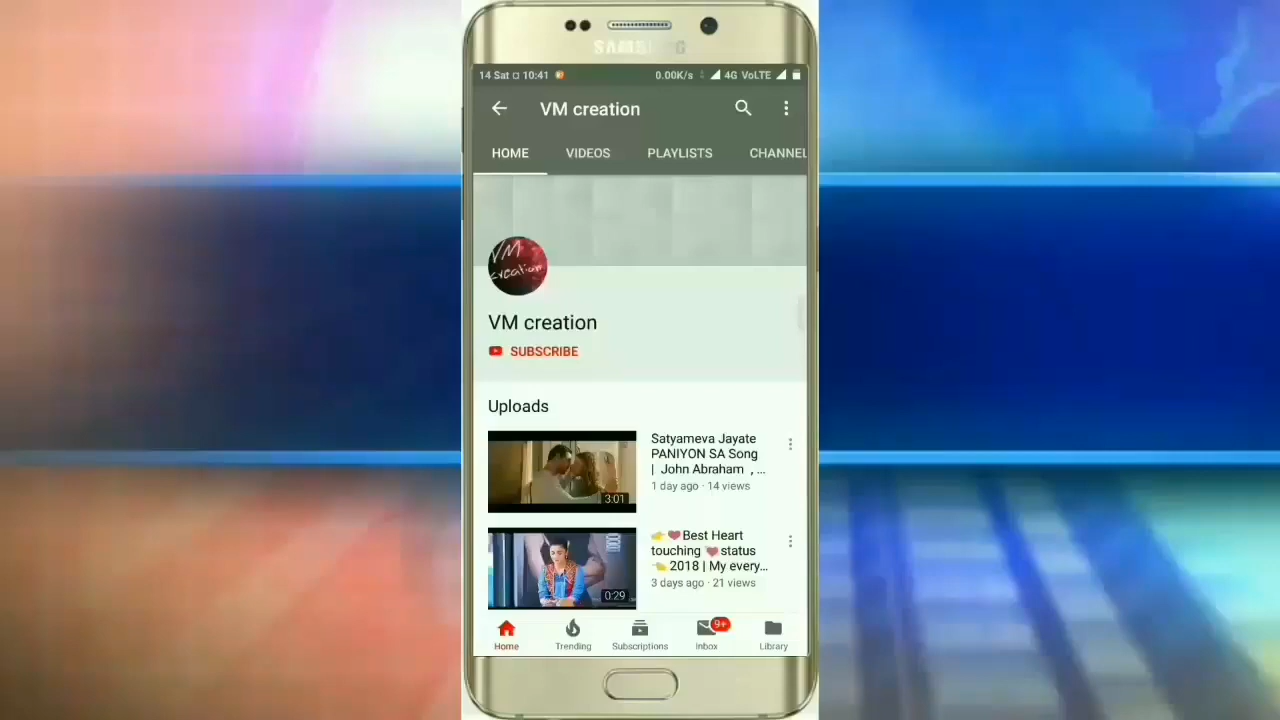 SAMSUNG
14 Sat 10:41 0.00K/s 4G VoLTE
VM creation
HOME VIDEOS PLAYLISTS CHANNEL
VM
creation
VM creation
SUBSCRIBE
Uploads
Satyameva Jayate
PANIYON SA Song
| John Abraham , ...
1 day ago · 14 views
3:01
👉❤Best Heart
touching ❤status
👈 2018 | My every...
3 days ago · 21 views
0:29
9+
Home Trending Subscriptions Inbox Library